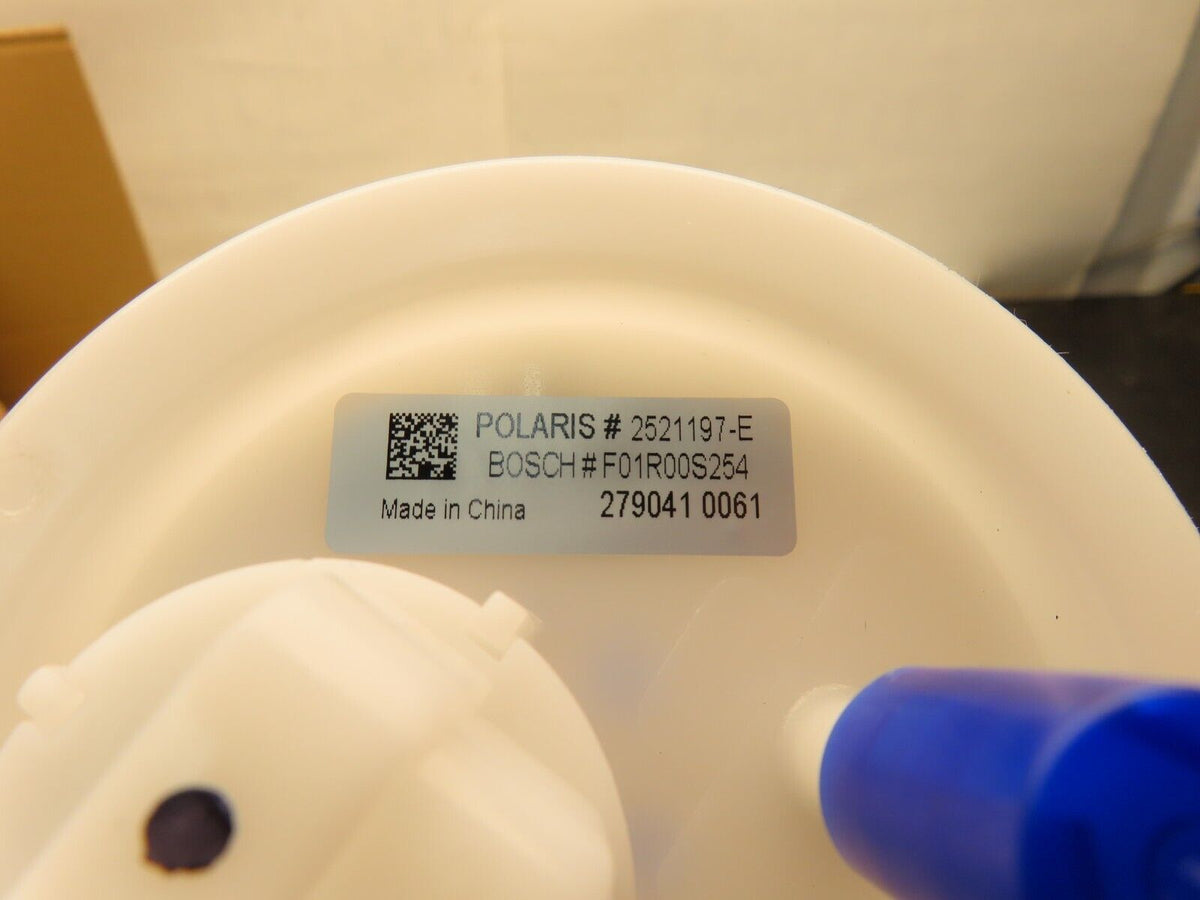 POLARIS # 2521197-E
BOSCH # F01R00S254
Made in China 279041 0061